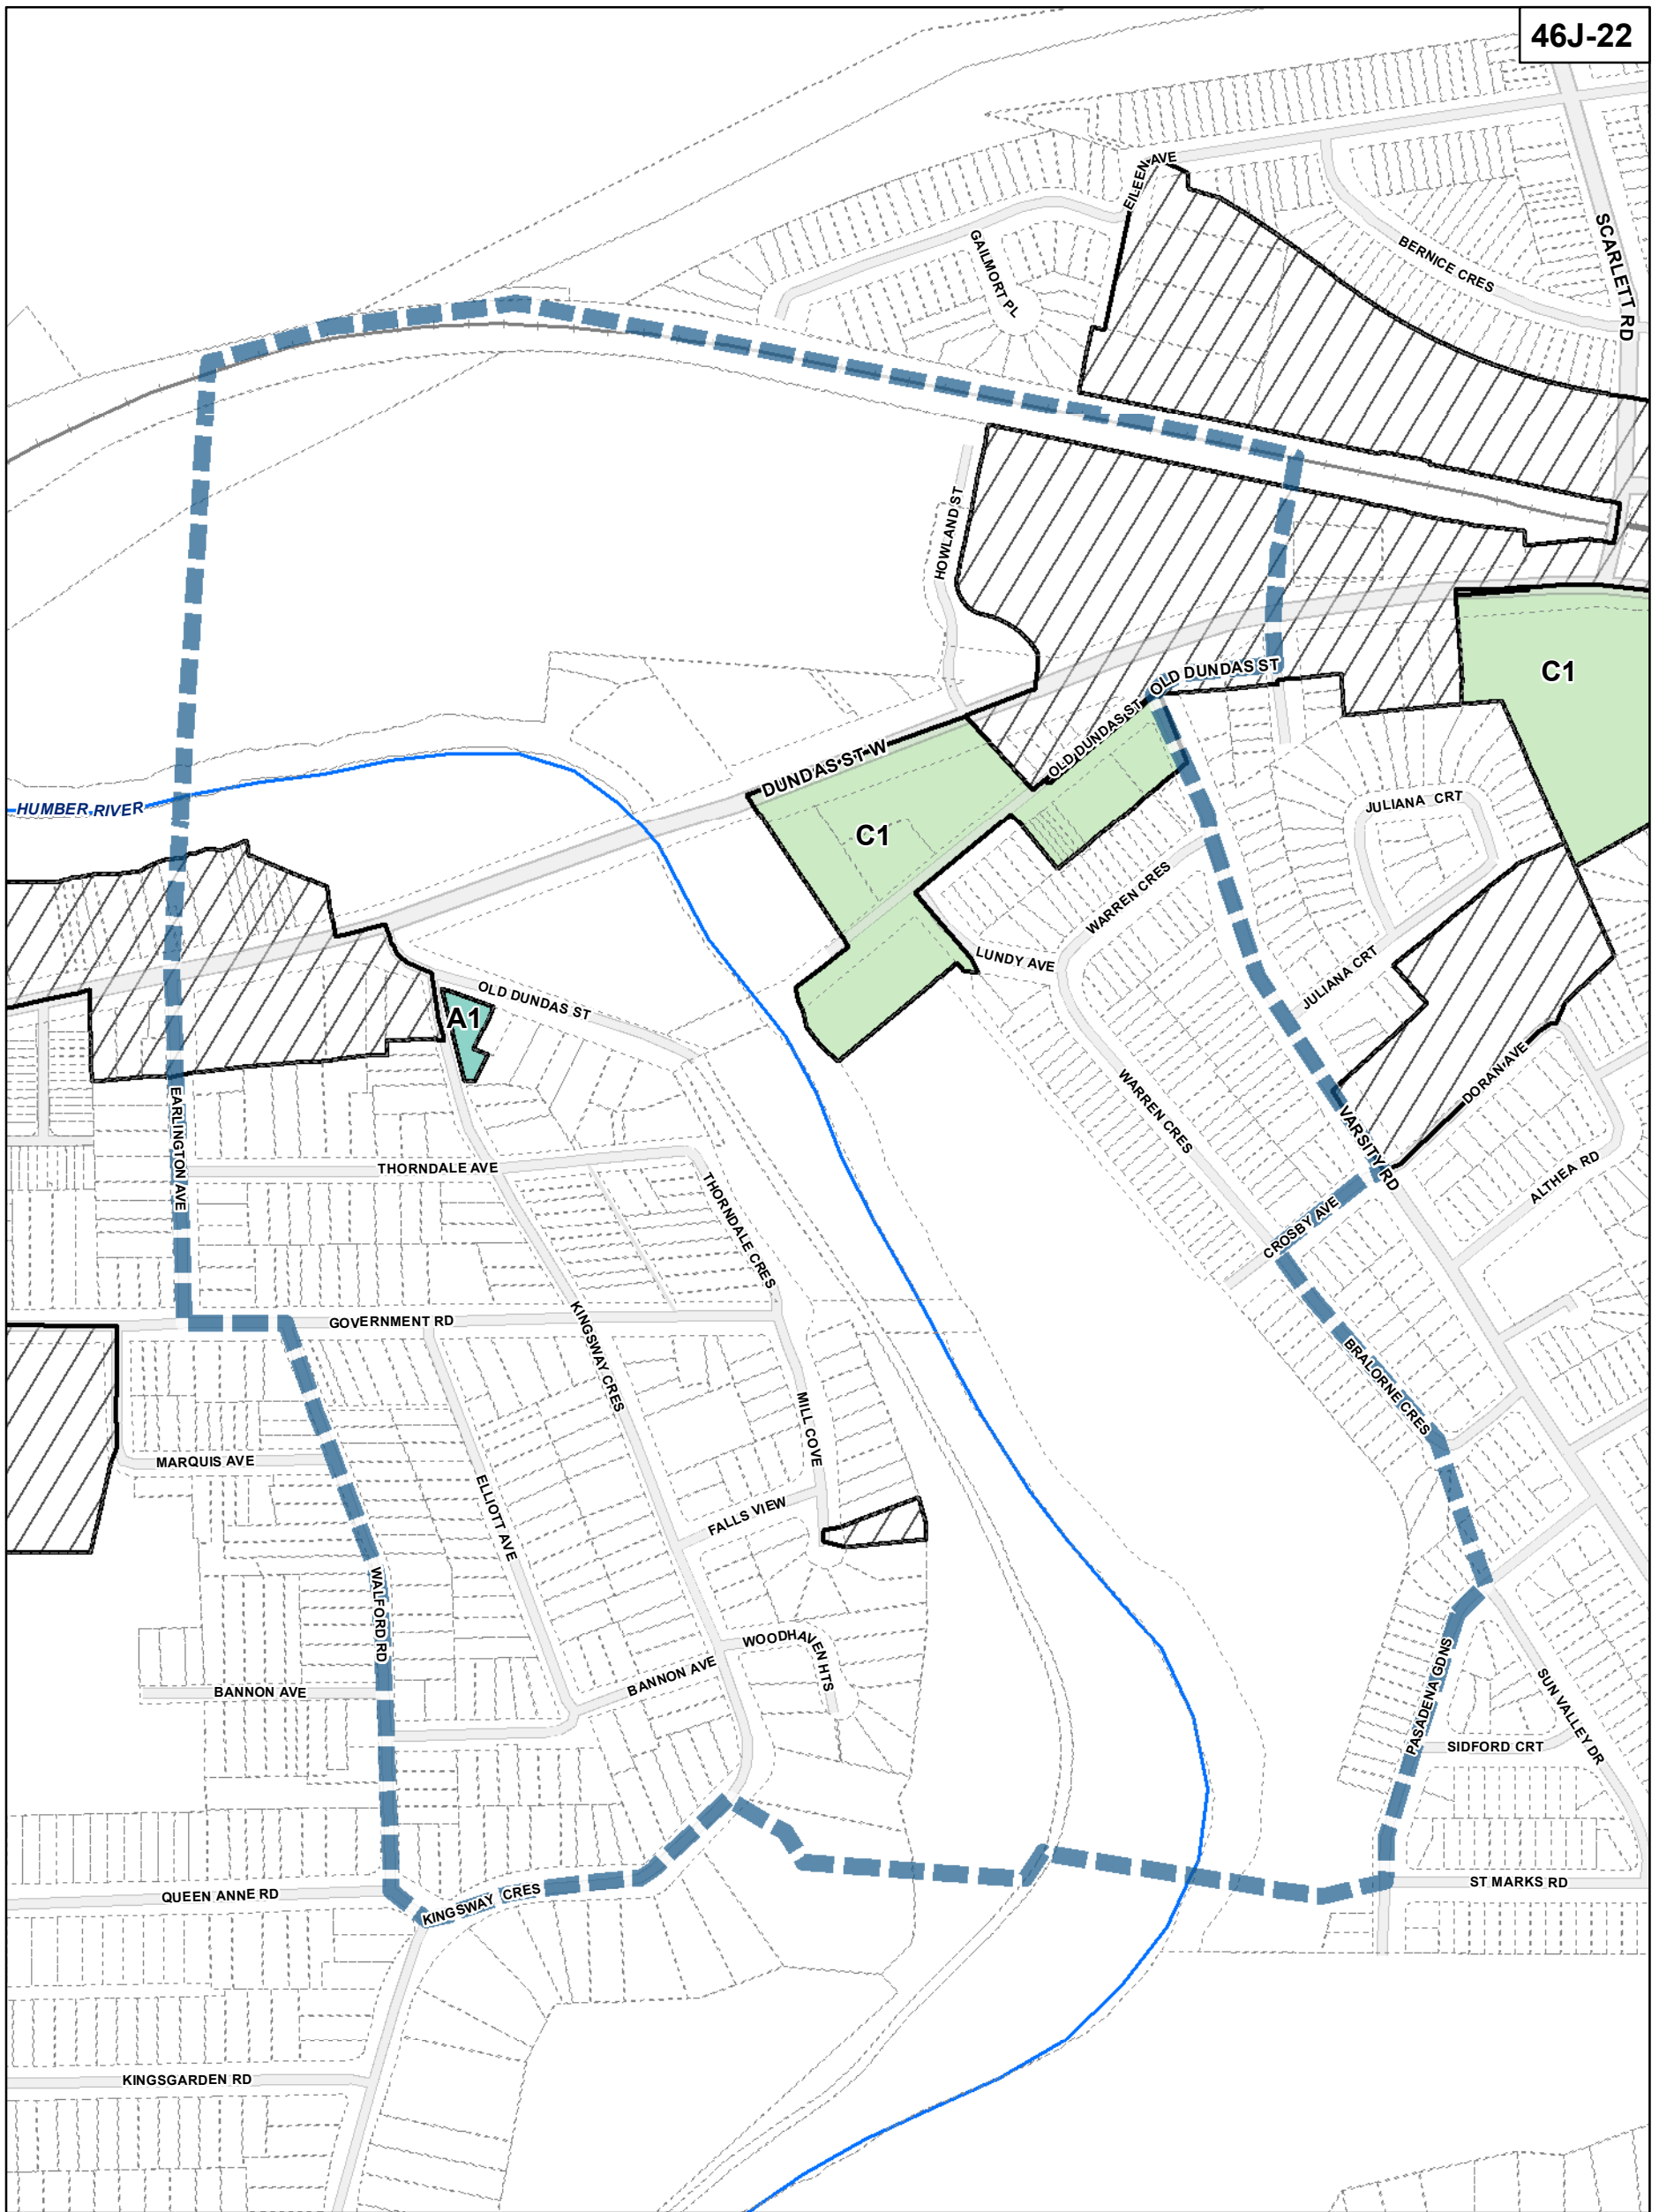 46J-22
EILEEN AVE
SCARLETT RD
GAILMORT PL
BERNICE CRES
HOWLAND ST
OLD DUNDAS ST
C1
OLD DUNDAS ST
DUNDAS ST W
HUMBER RIVER
JULIANA CRT
C1
WARREN CRES
LUNDY AVE
JULIANA CRT
OLD DUNDAS ST
A1
DORAN AVE
WARREN CRES
VARSITY RD
EARLINGTON AVE
THORNDALE AVE
ALTHEA RD
THORNDALE CRES
CROSBY AVE
GOVERNMENT RD
KINGSWAY CRES
BRALORNE CRES
MILL COVE
MARQUIS AVE
ELLIOTT AVE
FALLS VIEW
WALFORD RD
WOODHAVEN HTS
BANNON AVE
BANNON AVE
PASADENA GDNS
SUN VALLEY DR
SIDFORD CRT
ST MARKS RD
QUEEN ANNE RD
KINGSWAY CRES
KINGSGARDEN RD